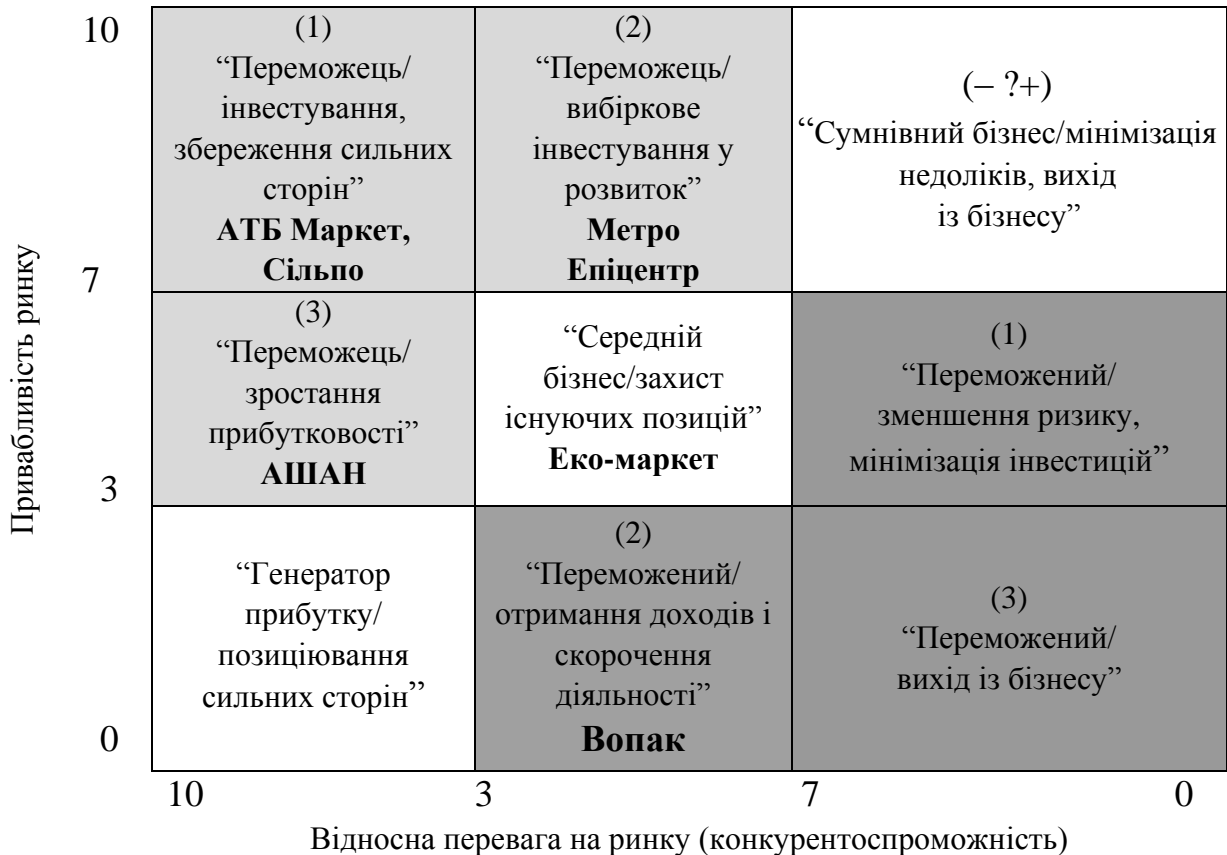 Привабливість ринку
10
7
3
0
(1)
“Переможець/
інвестування,
збереження сильних
сторін”
АТБ Маркет,
Сільпо
(2)
“Переможець/
вибіркове
інвестування у
розвиток”
Метро
Епіцентр
(– ?+)
“Сумнівний бізнес/мінімізація
недоліків, вихід
із бізнесу”
(3)
“Переможець/
зростання
прибутковості”
АШАН
“Середній
бізнес/захист
існуючих позицій”
Еко-маркет
(1)
“Переможений/
зменшення ризику,
мінімізація інвестицій”
“Генератор
прибутку/
позиціювання
сильних сторін”
(2)
“Переможений/
отримання доходів і
скорочення
діяльності”
Вопак
(3)
“Переможений/
вихід із бізнесу”
10 3 7 0
Відносна перевага на ринку (конкурентоспроможність)